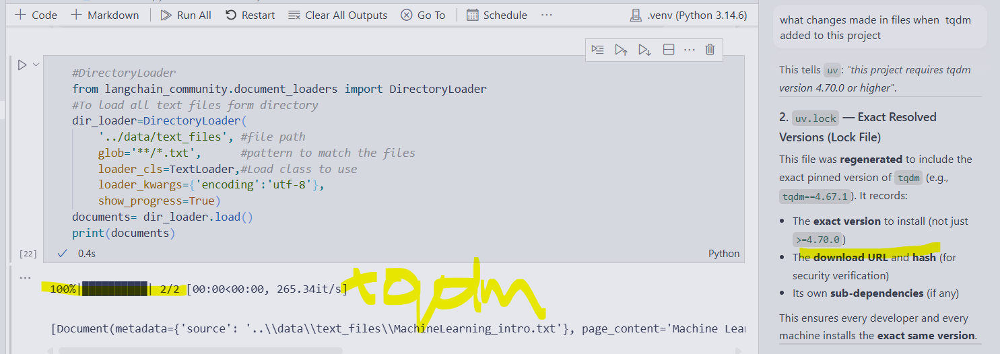 Code
Markdown
Run All
Restart
Clear All Outputs
Go To
Schedule
...
.venv (Python 3.14.6)
#DirectoryLoader
from langchain_community.document_loaders import DirectoryLoader
#To load all text files form directory
dir_loader=DirectoryLoader(
    '../data/text_files', #file path
    glob='**/*.txt',      #pattern to match the files
    loader_cls=TextLoader,#Load class to use
    loader_kwargs={'encoding':'utf-8'},
    show_progress=True)
documents= dir_loader.load()
print(documents)
[22]
0.4s
Python
...
100%|██████████| 2/2 [00:00<00:00, 265.34it/s]
tqdm
[Document(metadata={'source': '..\\data\\text_files\\MachineLearning_intro.txt'}, page_content='Machine Lear
what changes made in files when tqdm
added to this project
This tells uv: "this project requires tqdm
version 4.70.0 or higher".
2. uv.lock — Exact Resolved
Versions (Lock File)
This file was regenerated to include the
exact pinned version of tqdm (e.g.,
tqdm==4.67.1). It records:
• The exact version to install (not just
>=4.70.0)
• The download URL and hash (for
security verification)
• Its own sub-dependencies (if any)
This ensures every developer and every
machine installs the exact same version.